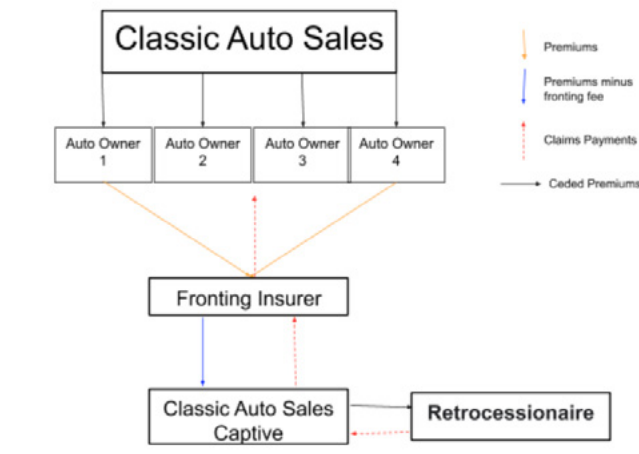 Classic Auto Sales
Premiums
Premiums minus
fronting fee
Claims Payments
Ceded Premiums
Auto Owner
1
Auto Owner
2
Auto Owner
3
Auto Owner
4
Fronting Insurer
Classic Auto Sales
Captive
Retrocessionaire